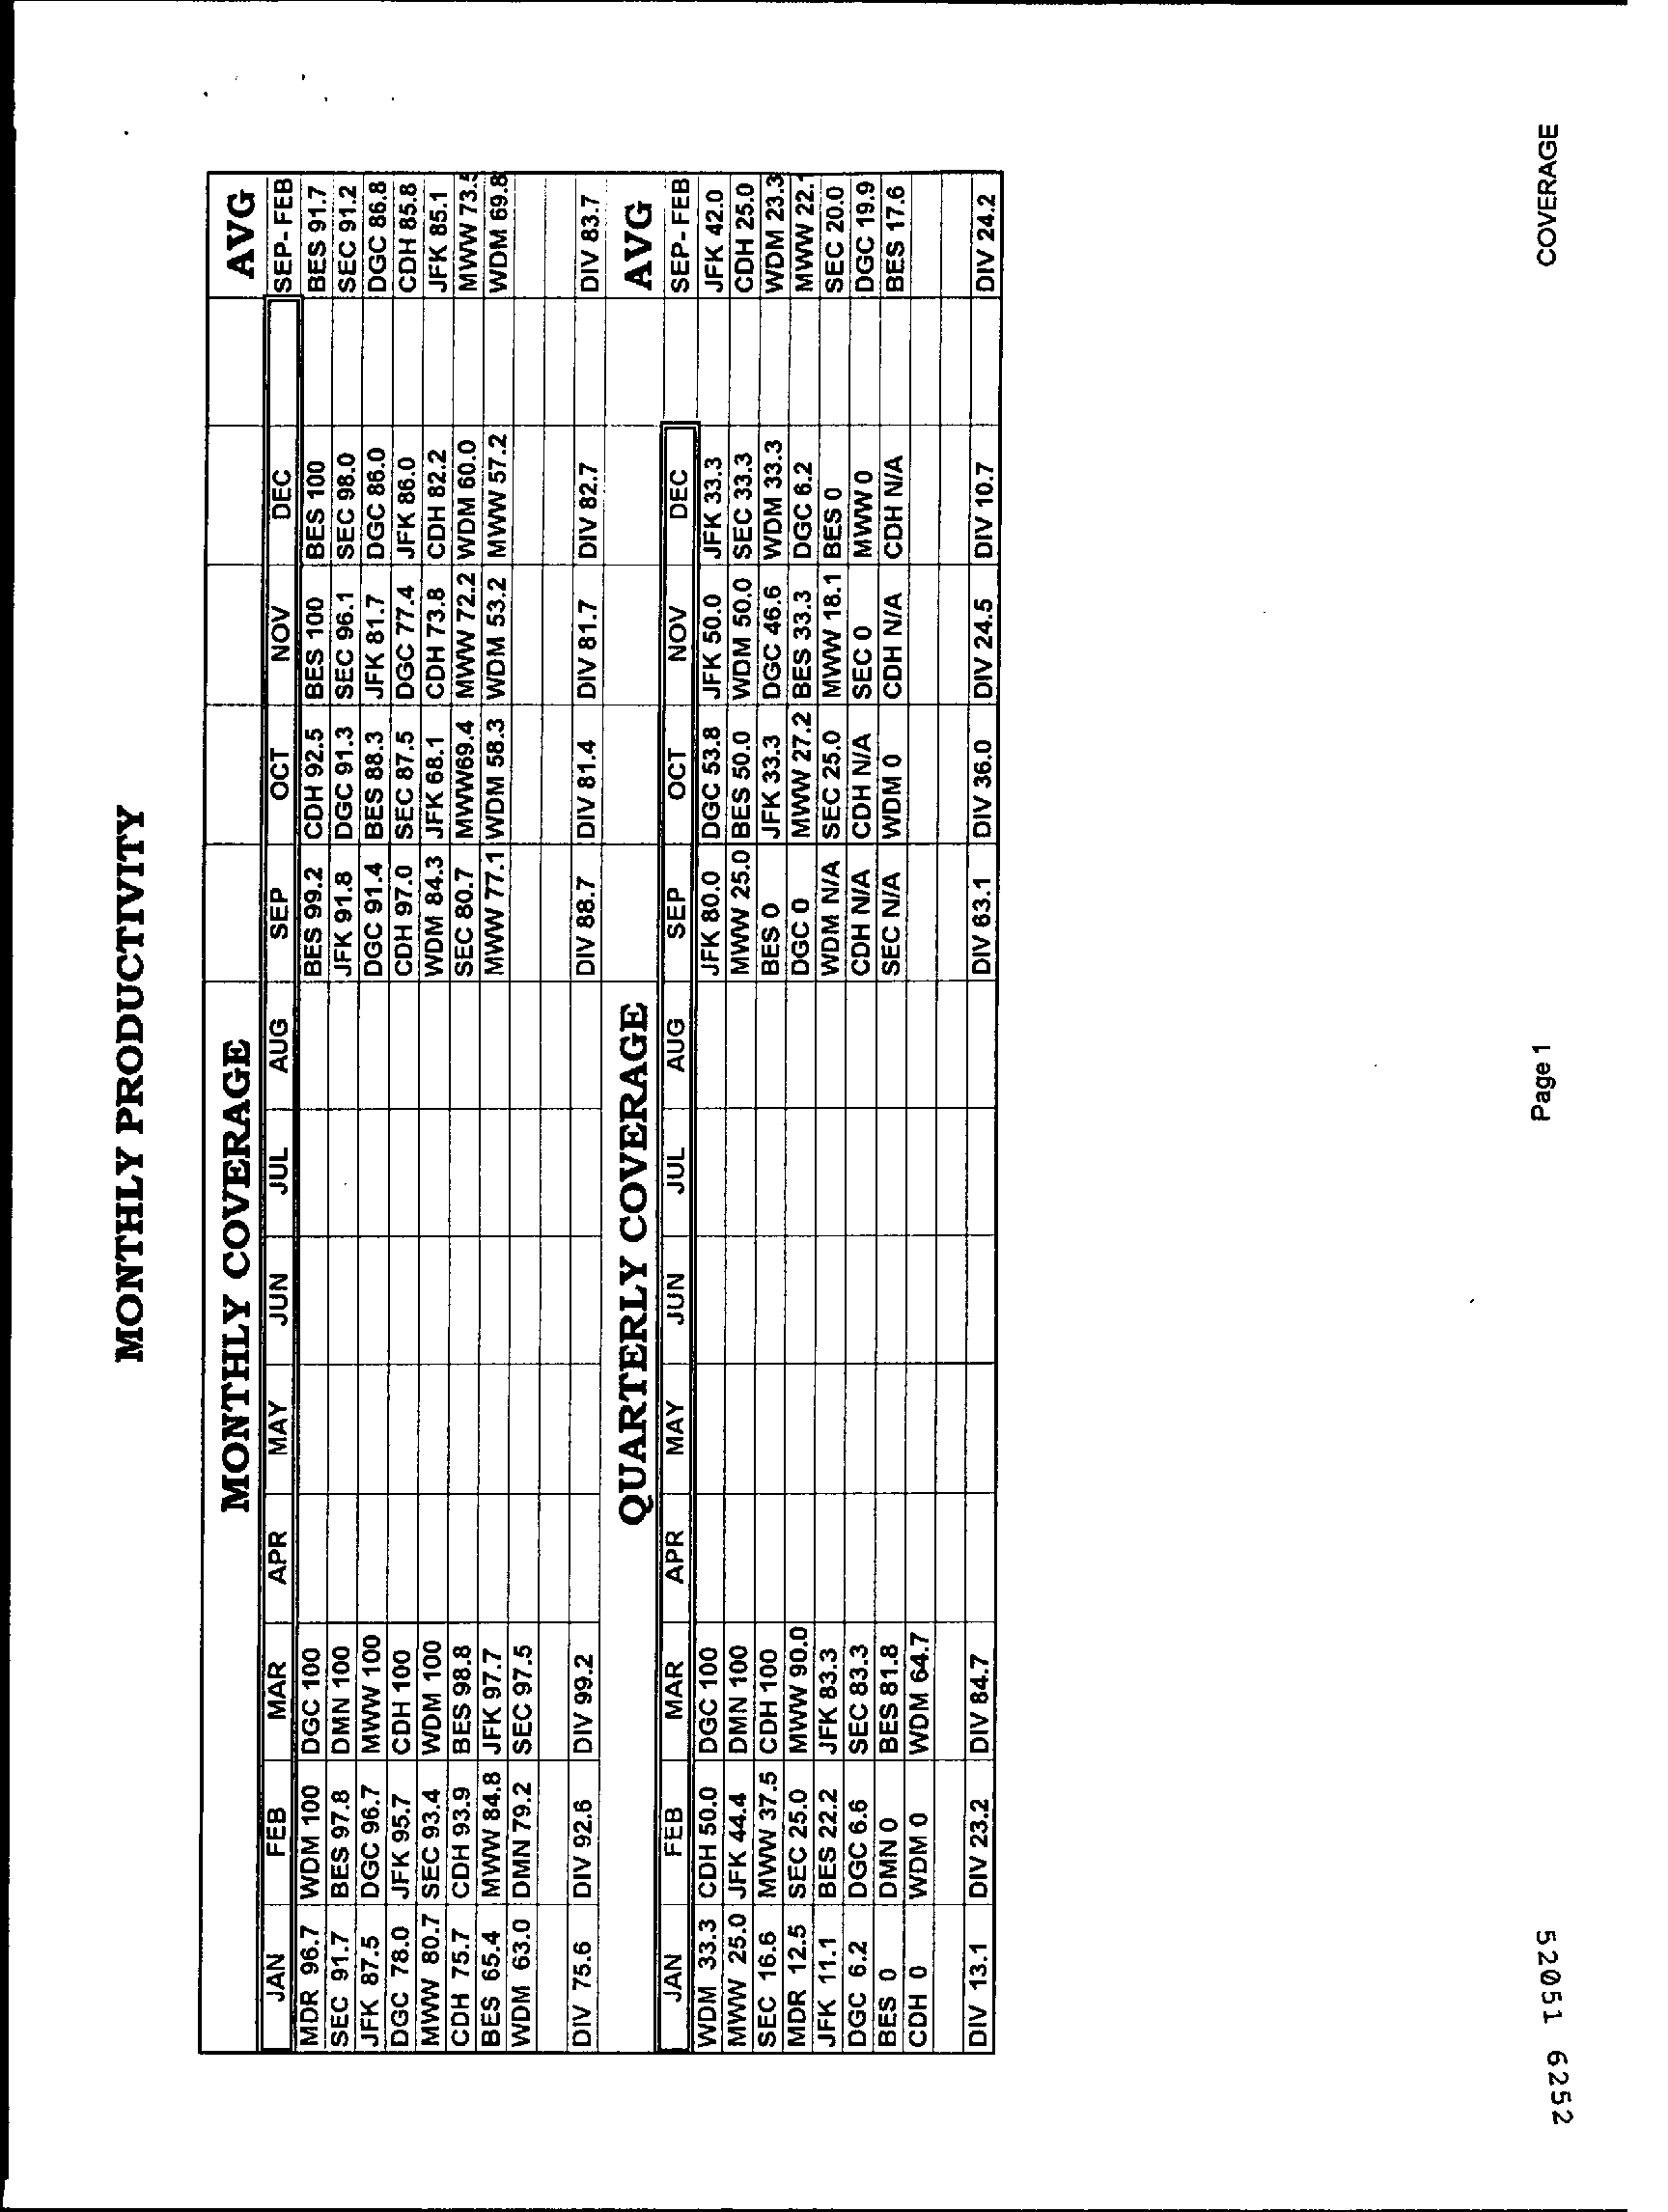 MONTHLY PRODUCTIVITY
MONTHLY COVERAGE AVG
JAN FEB MAR APR MAY JUN JUL AUG SEP OCT NOV DEC SEP- FEB
MDR 96.7 WDM 100 DGC 100 BES 99.2 CDH 92.5 BES 100 BES 100 BES 91.7
SEC 91.7 BES 97.8 DMN 100 JFK 91.8 DGC 91.3 SEC 96.1 SEC 98.0 SEC 91.2
JFK 87.5 DGC 96.7 MWW 100 DGC 91.4 BES 88.3 JFK 81.7 DGC 86.0 DGC 86.8
DGC 78.0 JFK 95.7 CDH 100 CDH 97.0 SEC 87.5 DGC 77.4 JFK 86.0 CDH 85.8
MWW 80.7 SEC 93.4 WDM 100 WDM 84.3 JFK 68.1 CDH 73.8 CDH 82.2 JFK 85.1
CDH 75.7 CDH 93.9 BES 98.8 SEC 80.7 MWW69.4 MWW 72.2 WDM 60.0 MWW
BES 65.4 MWW 84.8 JFK 97.7 MWW 77.1 WDM 58.3 WDM 53.2 MWW 57.2 WDM 69.8
WDM 63.0 DMN 79.2 SEC 97.5
DIV 75.6 DIV 92.6 DIV 99.2 DIV 88.7 DIV 81.4 DIV 81.7 DIV 82.7 DIV 83.7
QUARTERLY COVERAGE AVG
JAN FEB MAR APR MAY JUN JUL AUG SEP OCT NOV DEC SEP- FEB
WDM 33.3 CDH 50.0 DGC 100 JFK 80.0 DGC 53.8 JFK 50.0 JFK 33.3 JFK 42.0
MWW 25.0 JFK 44.4 DMN 100 MWW 25.0 BES 50.0 WDM 50.0 SEC 33.3 CDH 25.0
SEC 16.6 MWW 37.5 CDH 100 BES 0 JFK 33.3 DGC 46.6 WDM 33.3 WDM 23.3
MDR 12.5 SEC 25.0 MWW 90.0 DGC 0 MWW 27.2 BES 33.3 DGC 6.2 MWW 22.1
JFK 11.1 BES 22.2 JFK 83.3 WDM N/A SEC 25.0 MWW 18.1 BES 0 SEC 20.0
DGC 6.2 DGC 6.6 SEC 83.3 CDH N/A CDH N/A SEC 0 MWW 0 DGC 19.9
BES 0 DMN 0 BES 81.8 SEC N/A WDM 0 CDH N/A CDH N/A BES 17.6
CDH 0 WDM 0 WDM 64.7
DIV 13.1 DIV 23.2 DIV 84.7 DIV 63.1 DIV 36.0 DIV 24.5 DIV 10.7 DIV 24.2
Page 1 COVERAGE
52051 6252